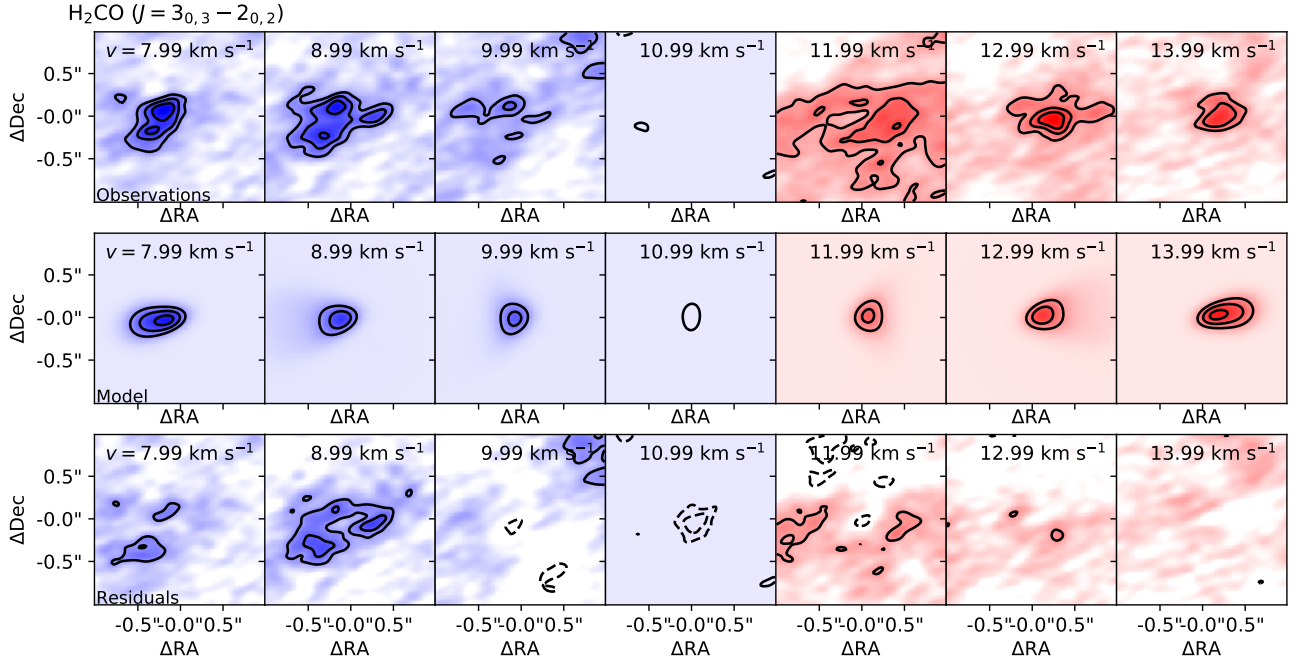 H₂CO (J = 3₀,₃ − 2₀,₂)
v = 7.99 km s⁻¹ 8.99 km s⁻¹ 9.99 km s⁻¹ 10.99 km s⁻¹ 11.99 km s⁻¹ 12.99 km s⁻¹ 13.99 km s⁻¹
0.5"
-0.0"
-0.5"
ΔDec
Observations
ΔRA ΔRA ΔRA ΔRA ΔRA ΔRA ΔRA
v = 7.99 km s⁻¹ 8.99 km s⁻¹ 9.99 km s⁻¹ 10.99 km s⁻¹ 11.99 km s⁻¹ 12.99 km s⁻¹ 13.99 km s⁻¹
0.5"
-0.0"
-0.5"
ΔDec
Model
ΔRA ΔRA ΔRA ΔRA ΔRA ΔRA ΔRA
v = 7.99 km s⁻¹ 8.99 km s⁻¹ 9.99 km s⁻¹ 10.99 km s⁻¹ 11.99 km s⁻¹ 12.99 km s⁻¹ 13.99 km s⁻¹
0.5"
-0.0"
-0.5"
ΔDec
Residuals
-0.5"-0.0"0.5" -0.5"-0.0"0.5" -0.5"-0.0"0.5" -0.5"-0.0"0.5" -0.5"-0.0"0.5" -0.5"-0.0"0.5" -0.5"-0.0"0.5"
ΔRA ΔRA ΔRA ΔRA ΔRA ΔRA ΔRA